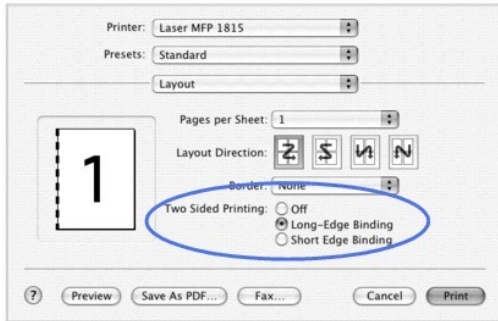 Printer: Laser MFP 1815
Presets: Standard
Layout
Pages per Sheet: 1
Layout Direction:
1
Border: None
Two Sided Printing: Off
Long-Edge Binding
Short Edge Binding
? Preview Save As PDF... Fax... Cancel Print